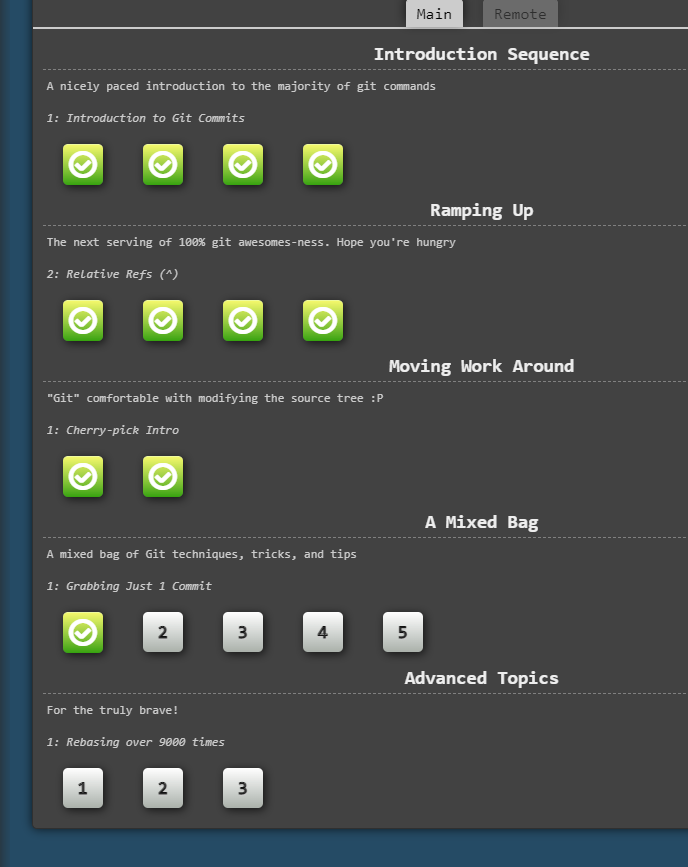 Main Remote
Introduction Sequence
A nicely paced introduction to the majority of git commands
1: Introduction to Git Commits
Ramping Up
The next serving of 100% git awesomes-ness. Hope you're hungry
2: Relative Refs (^)
Moving Work Around
"Git" comfortable with modifying the source tree :P
1: Cherry-pick Intro
A Mixed Bag
A mixed bag of Git techniques, tricks, and tips
1: Grabbing Just 1 Commit
2 3 4 5
Advanced Topics
For the truly brave!
1: Rebasing over 9000 times
1 2 3